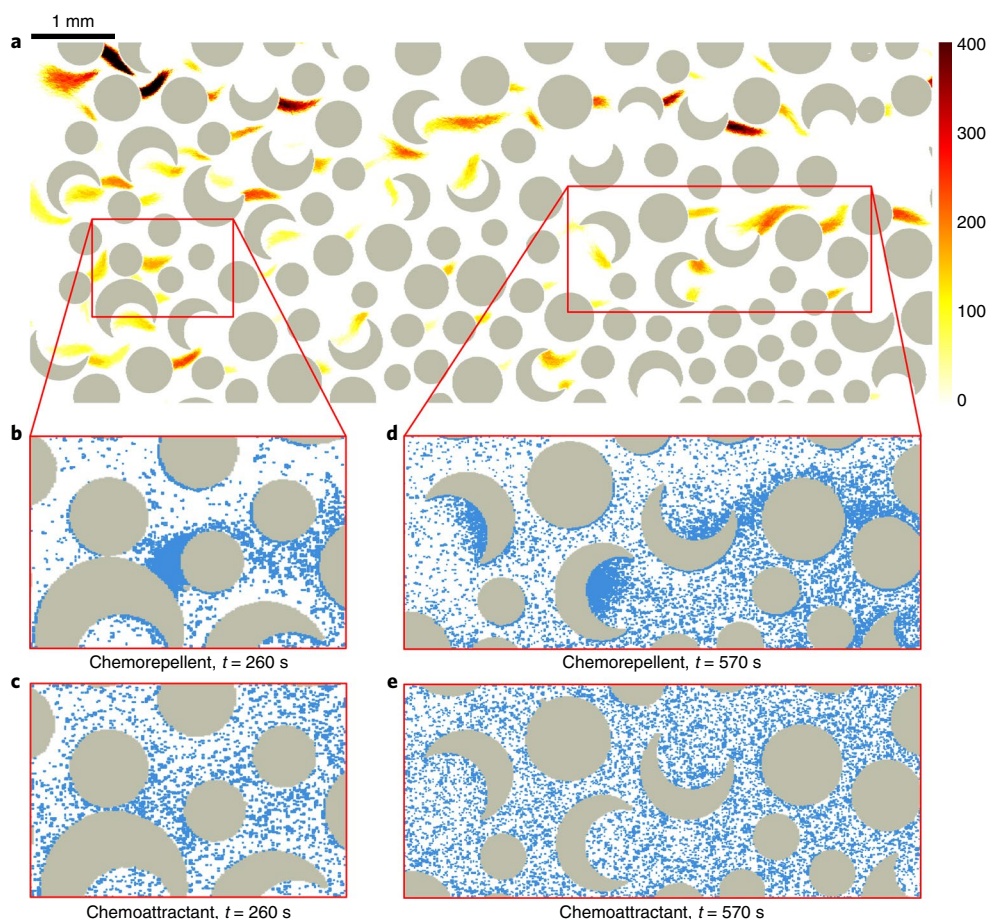 1 mm
a
400
300
200
100
0
b
Chemorepellent, t = 260 s
d
Chemorepellent, t = 570 s
c
Chemoattractant, t = 260 s
e
Chemoattractant, t = 570 s